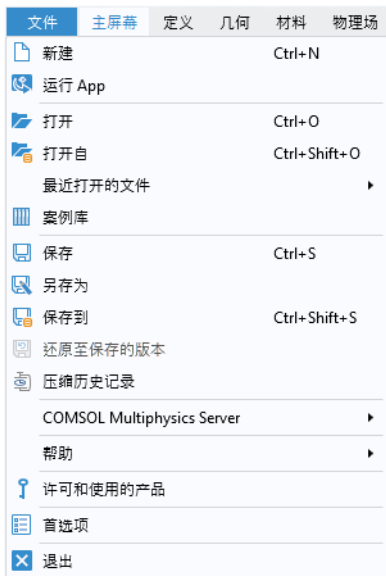 文件 主屏幕 定义 几何 材料 物理场
新建 Ctrl+N
运行 App
打开 Ctrl+O
打开自 Ctrl+Shift+O
最近打开的文件
案例库
保存 Ctrl+S
另存为
保存到 Ctrl+Shift+S
还原至保存的版本
压缩历史记录
COMSOL Multiphysics Server
帮助
许可和使用的产品
首选项
退出